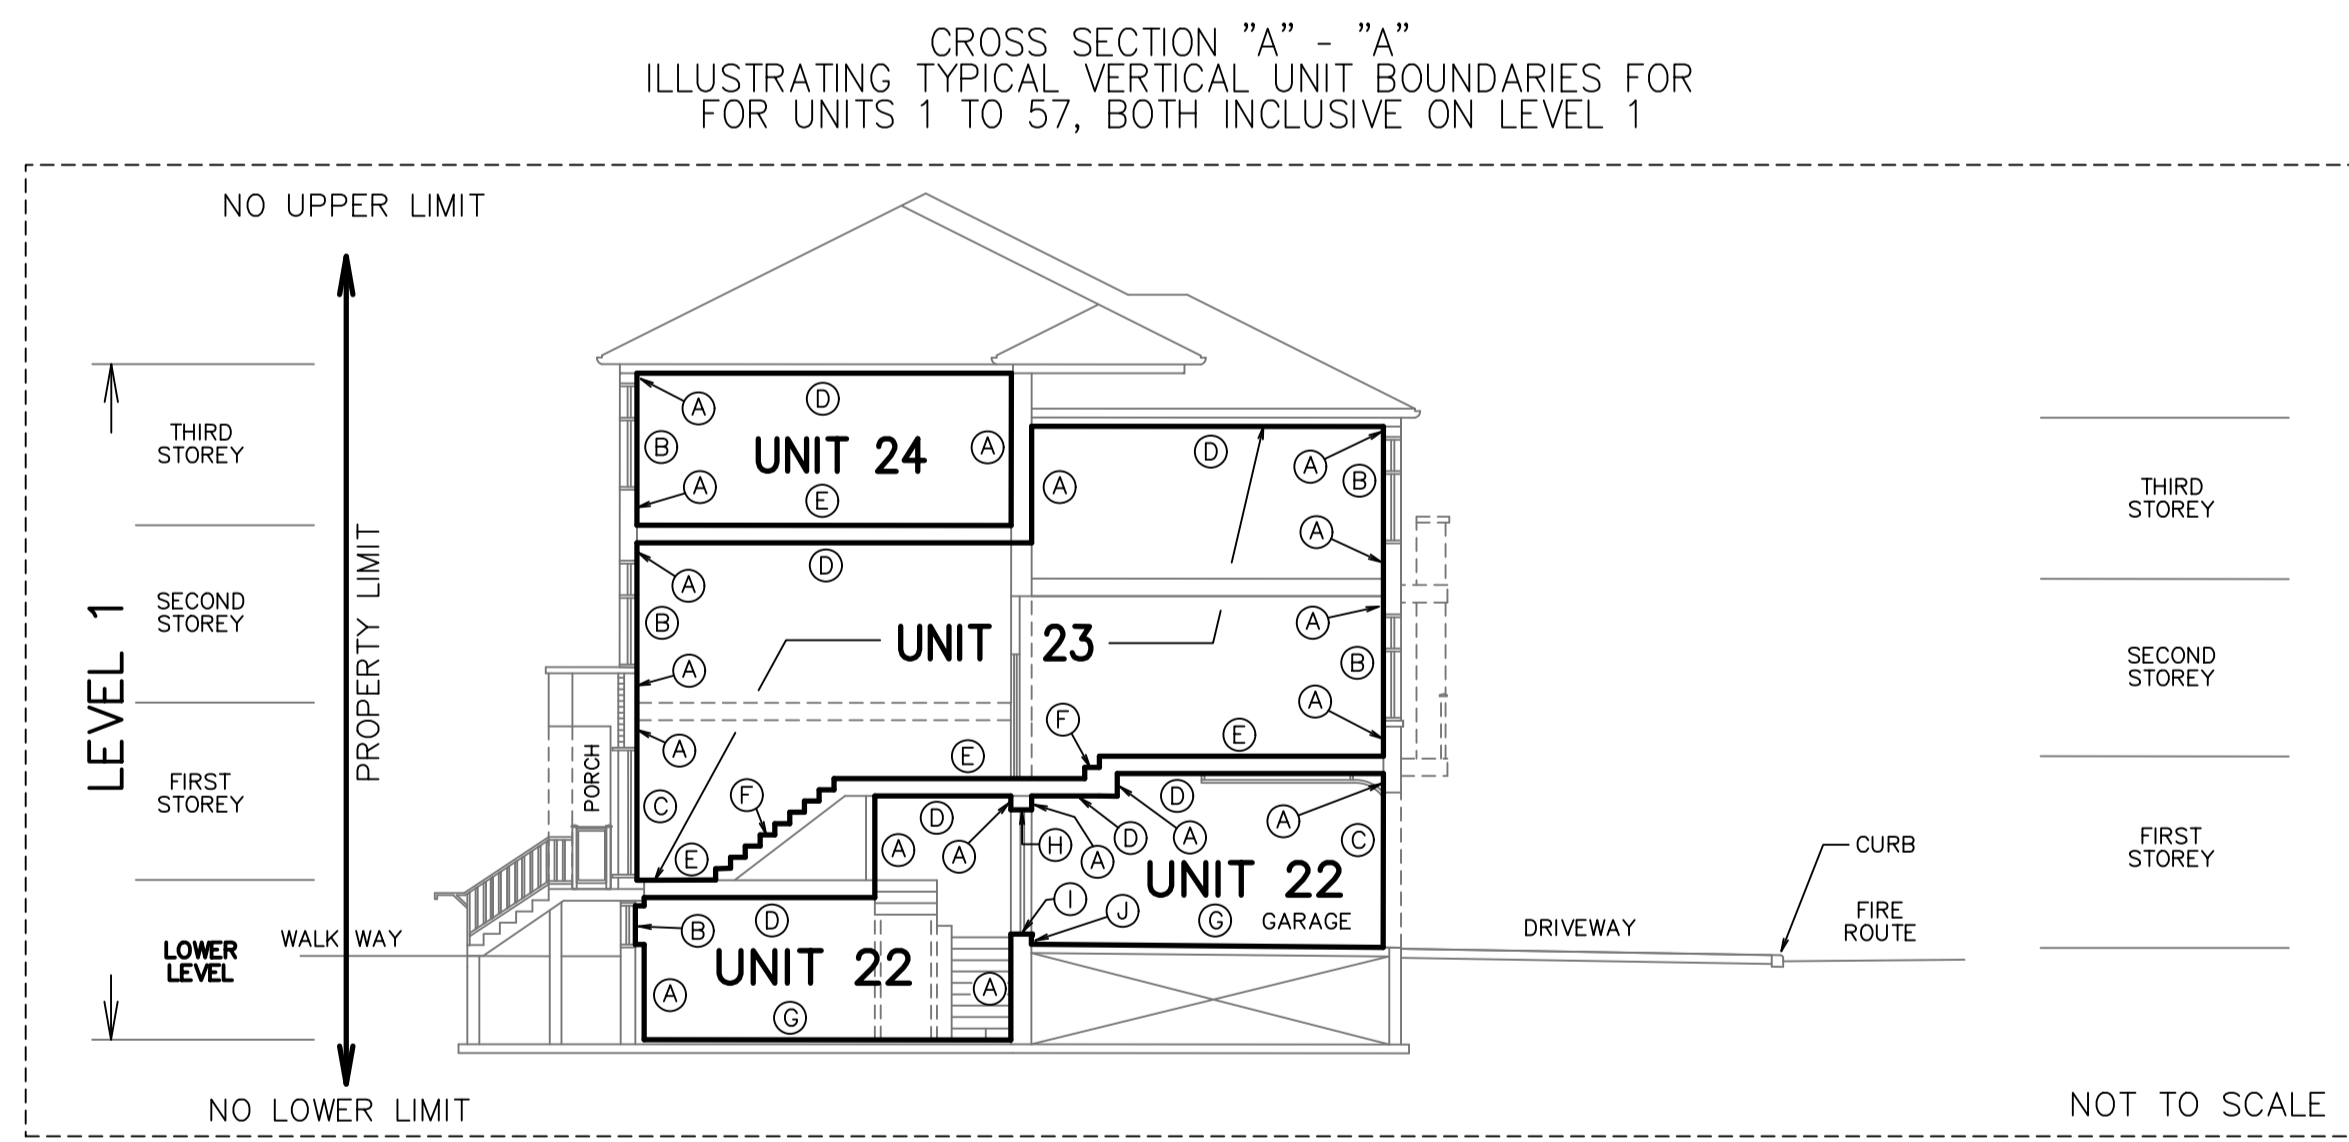 CROSS SECTION "A" - "A"
ILLUSTRATING TYPICAL VERTICAL UNIT BOUNDARIES FOR
FOR UNITS 1 TO 57, BOTH INCLUSIVE ON LEVEL 1
NO UPPER LIMIT
LEVEL 1
PROPERTY LIMIT
THIRD
STOREY
SECOND
STOREY
FIRST
STOREY
LOWER
LEVEL
WALK WAY
NO LOWER LIMIT
PORCH
A
D
B
UNIT 24
A
A
E
D
A
B
A
A
D
A
B
A
UNIT 23
A
B
A
F
E
E
A
C
F
E
D
A
A
H
A
D
D
A
A
C
UNIT 22
G
GARAGE
I
J
B
D
UNIT 22
A
A
G
DRIVEWAY
CURB
FIRE
ROUTE
THIRD
STOREY
SECOND
STOREY
FIRST
STOREY
NOT TO SCALE